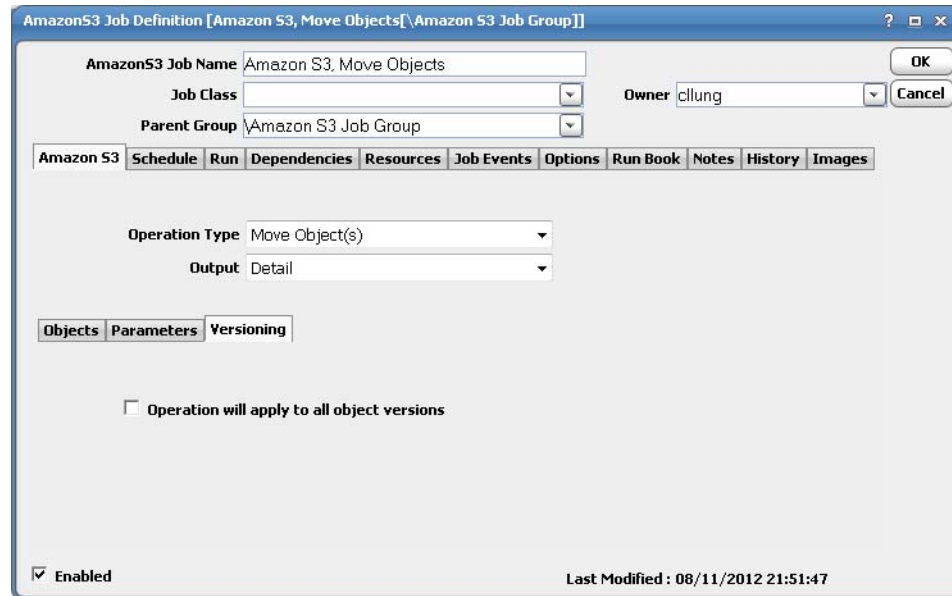 AmazonS3 Job Definition [Amazon S3, Move Objects[\Amazon S3 Job Group]]
AmazonS3 Job Name Amazon S3, Move Objects
OK
Job Class
Owner cllung
Cancel
Parent Group \Amazon S3 Job Group
Amazon S3 Schedule Run Dependencies Resources Job Events Options Run Book Notes History Images
Operation Type Move Object(s)
Output Detail
Objects Parameters Versioning
Operation will apply to all object versions
Enabled
Last Modified : 08/11/2012 21:51:47